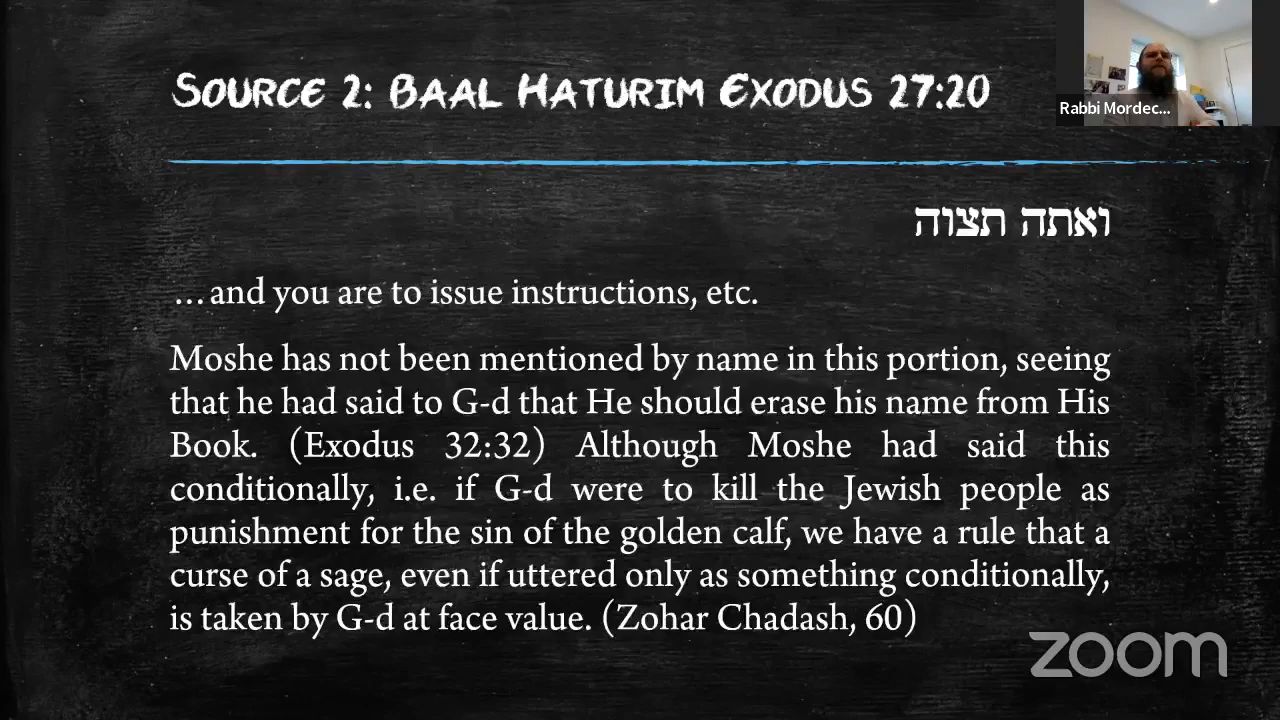 Source 2: Baal Haturim Exodus 27:20
Rabbi Mordec...
ואתה תצוה
...and you are to issue instructions, etc.
Moshe has not been mentioned by name in this portion, seeing
that he had said to G-d that He should erase his name from His
Book. (Exodus 32:32) Although Moshe had said this
conditionally, i.e. if G-d were to kill the Jewish people as
punishment for the sin of the golden calf, we have a rule that a
curse of a sage, even if uttered only as something conditionally,
is taken by G-d at face value. (Zohar Chadash, 60)
zoom